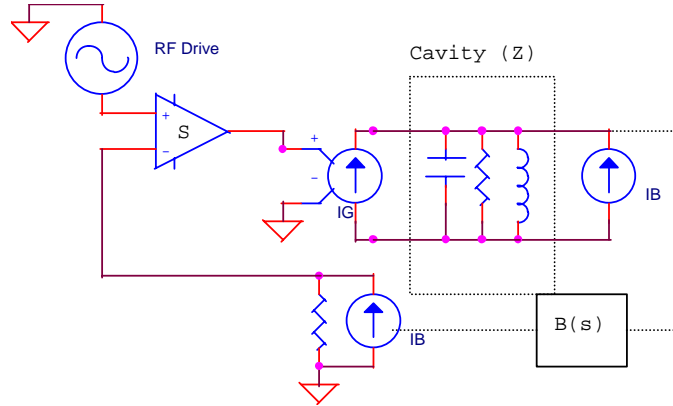 RF Drive
Cavity (Z)
+
S
−
+
−
IG
IB
IB
B(s)